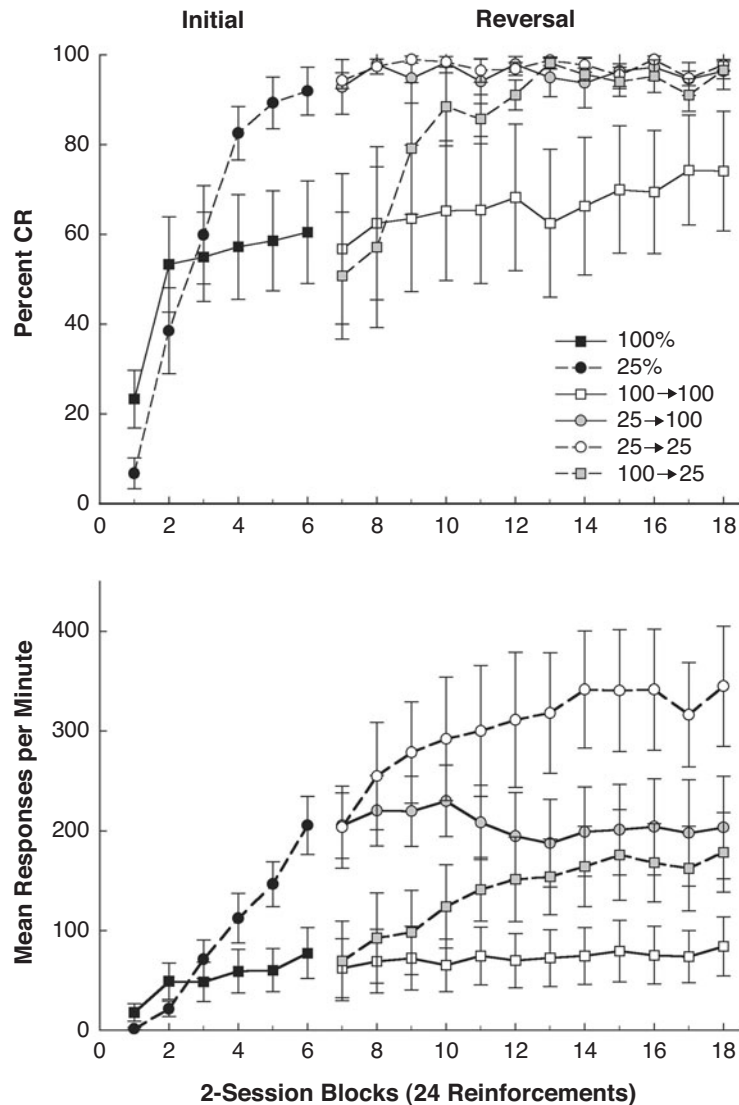 Initial Reversal
100
80
60
40
20
0
Percent CR
100%
25%
100→100
25→100
25→25
100→25
0 2 4 6 8 10 12 14 16 18
400
300
200
100
0
Mean Responses per Minute
0 2 4 6 8 10 12 14 16 18
2-Session Blocks (24 Reinforcements)